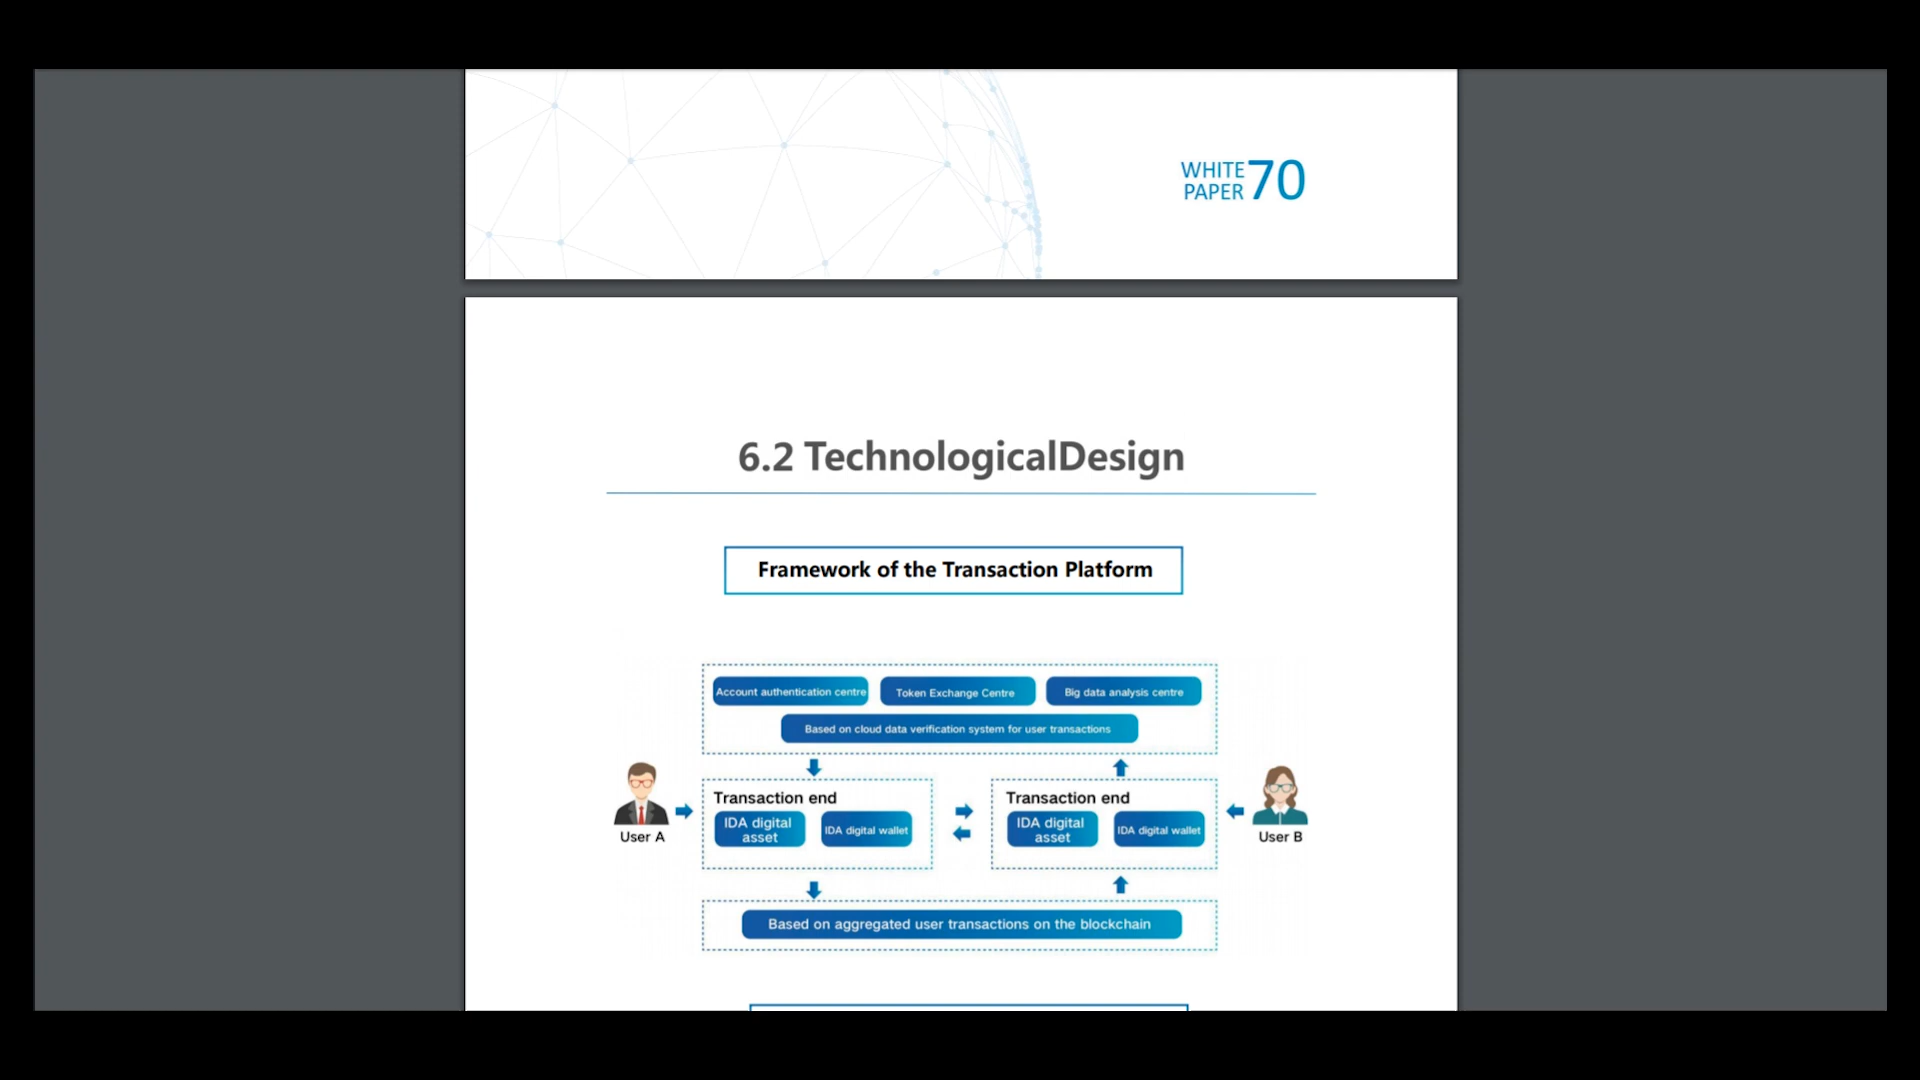 WHITE
PAPER 70
6.2 TechnologicalDesign
Framework of the Transaction Platform
Account authentication centre
Token Exchange Centre
Big data analysis centre
Based on cloud data verification system for user transactions
User A
Transaction end
IDA digital
asset
IDA digital wallet
Transaction end
IDA digital
asset
IDA digital wallet
User B
Based on aggregated user transactions on the blockchain